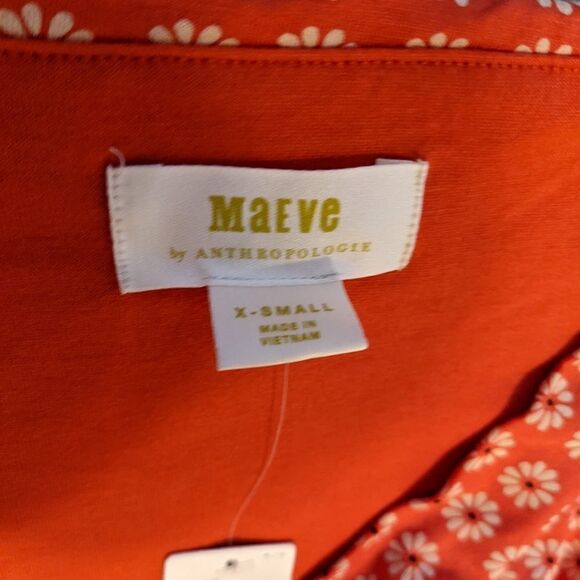 Maeve
by ANTHROPOLOGIE
X-SMALL
MADE IN
VIETNAM